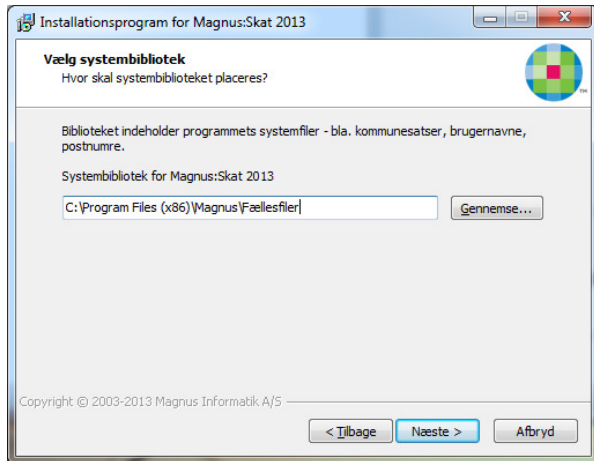 Installationsprogram for Magnus:Skat 2013
Vælg systembibliotek
Hvor skal systembiblioteket placeres?
TM
Biblioteket indeholder programmets systemfiler - bla. kommunesatser, brugernavne,
postnumre.
Systembibliotek for Magnus:Skat 2013
C:\Program Files (x86)\Magnus\Fællesfiler
Gennemse...
Copyright © 2003-2013 Magnus Informatik A/S
< Tilbage
Næste >
Afbryd